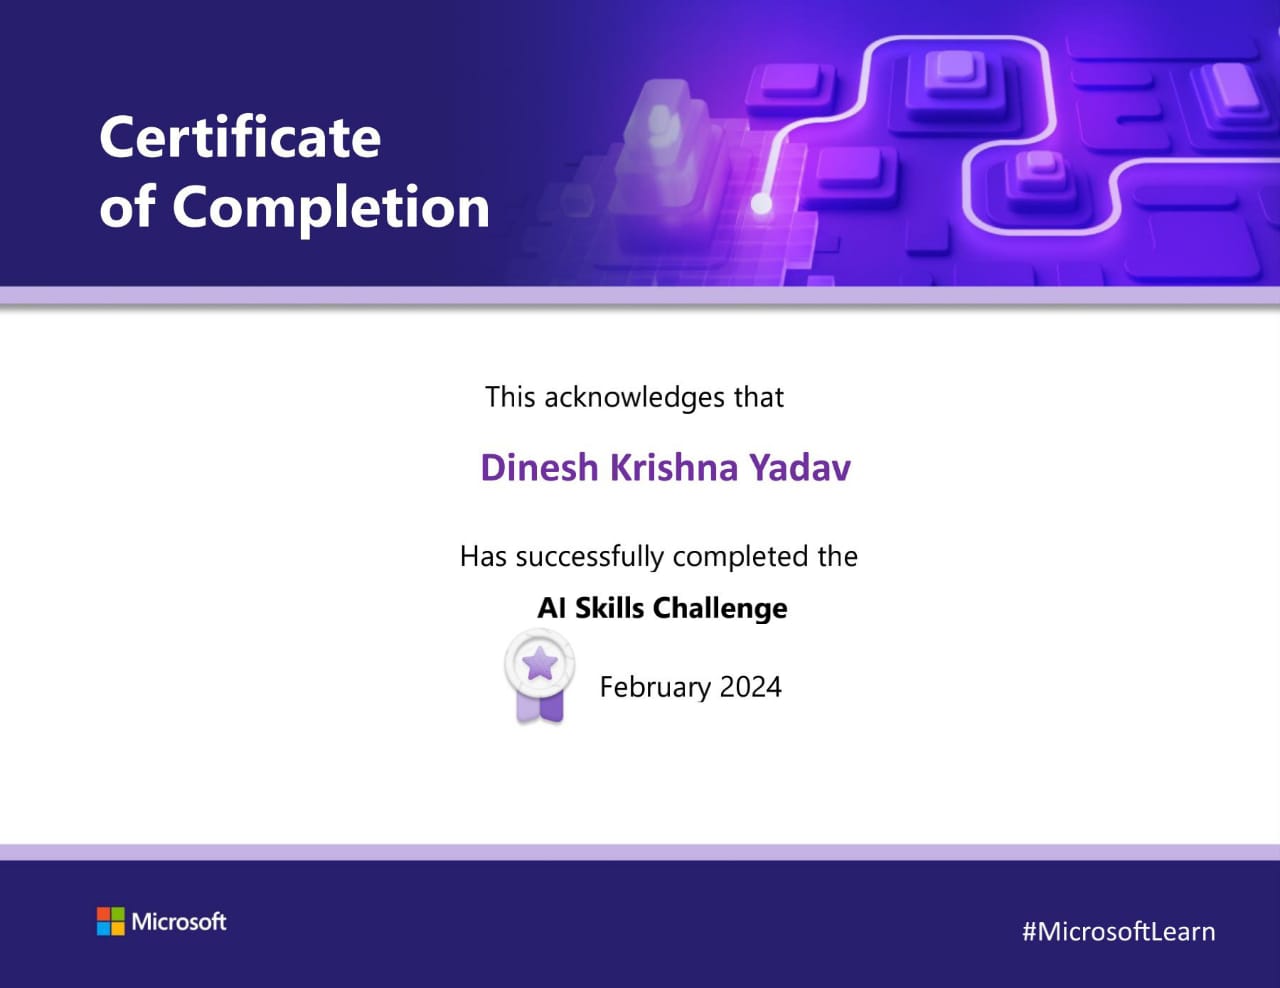 Certificate
of Completion
This acknowledges that
Dinesh Krishna Yadav
Has successfully completed the
AI Skills Challenge
February 2024
Microsoft
#MicrosoftLearn